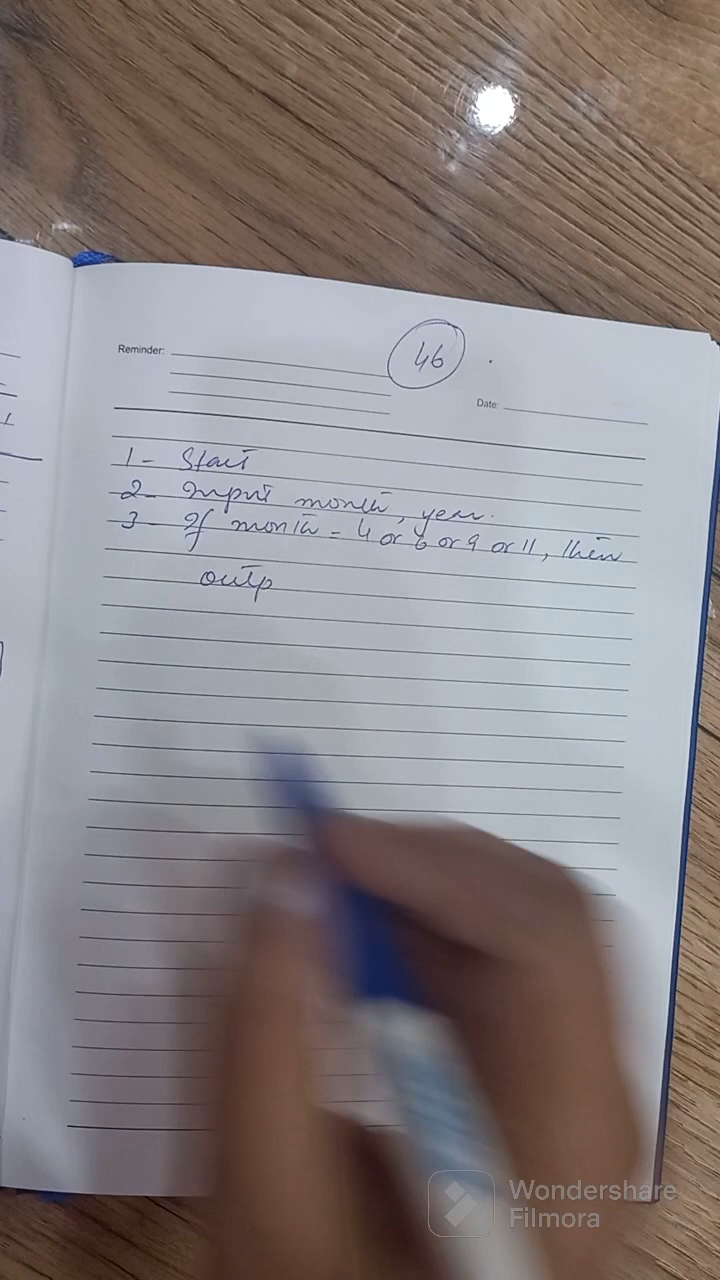 46
Reminder:
Date:
1- Start
2- Input month, year.
3- If month = 4 or 6 or 9 or 11, then
outp
Wondershare
Filmora